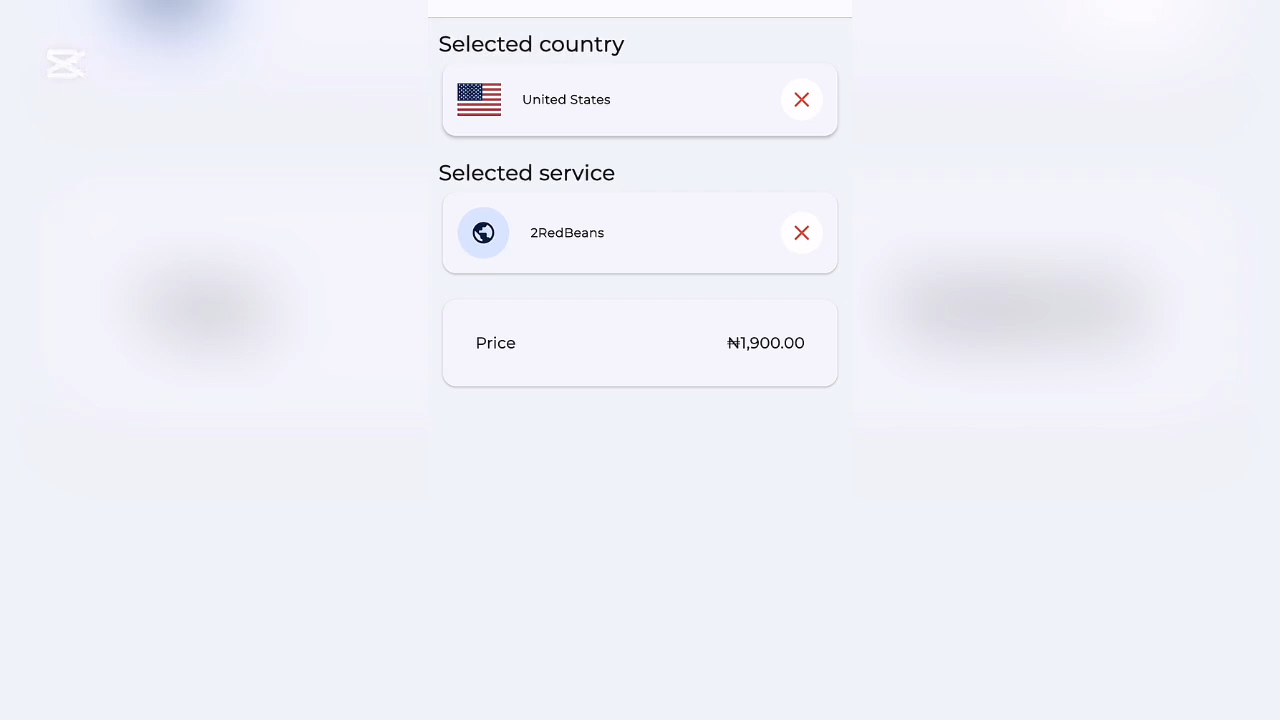 Selected country
United States
Selected service
2RedBeans
Price ₦1,900.00